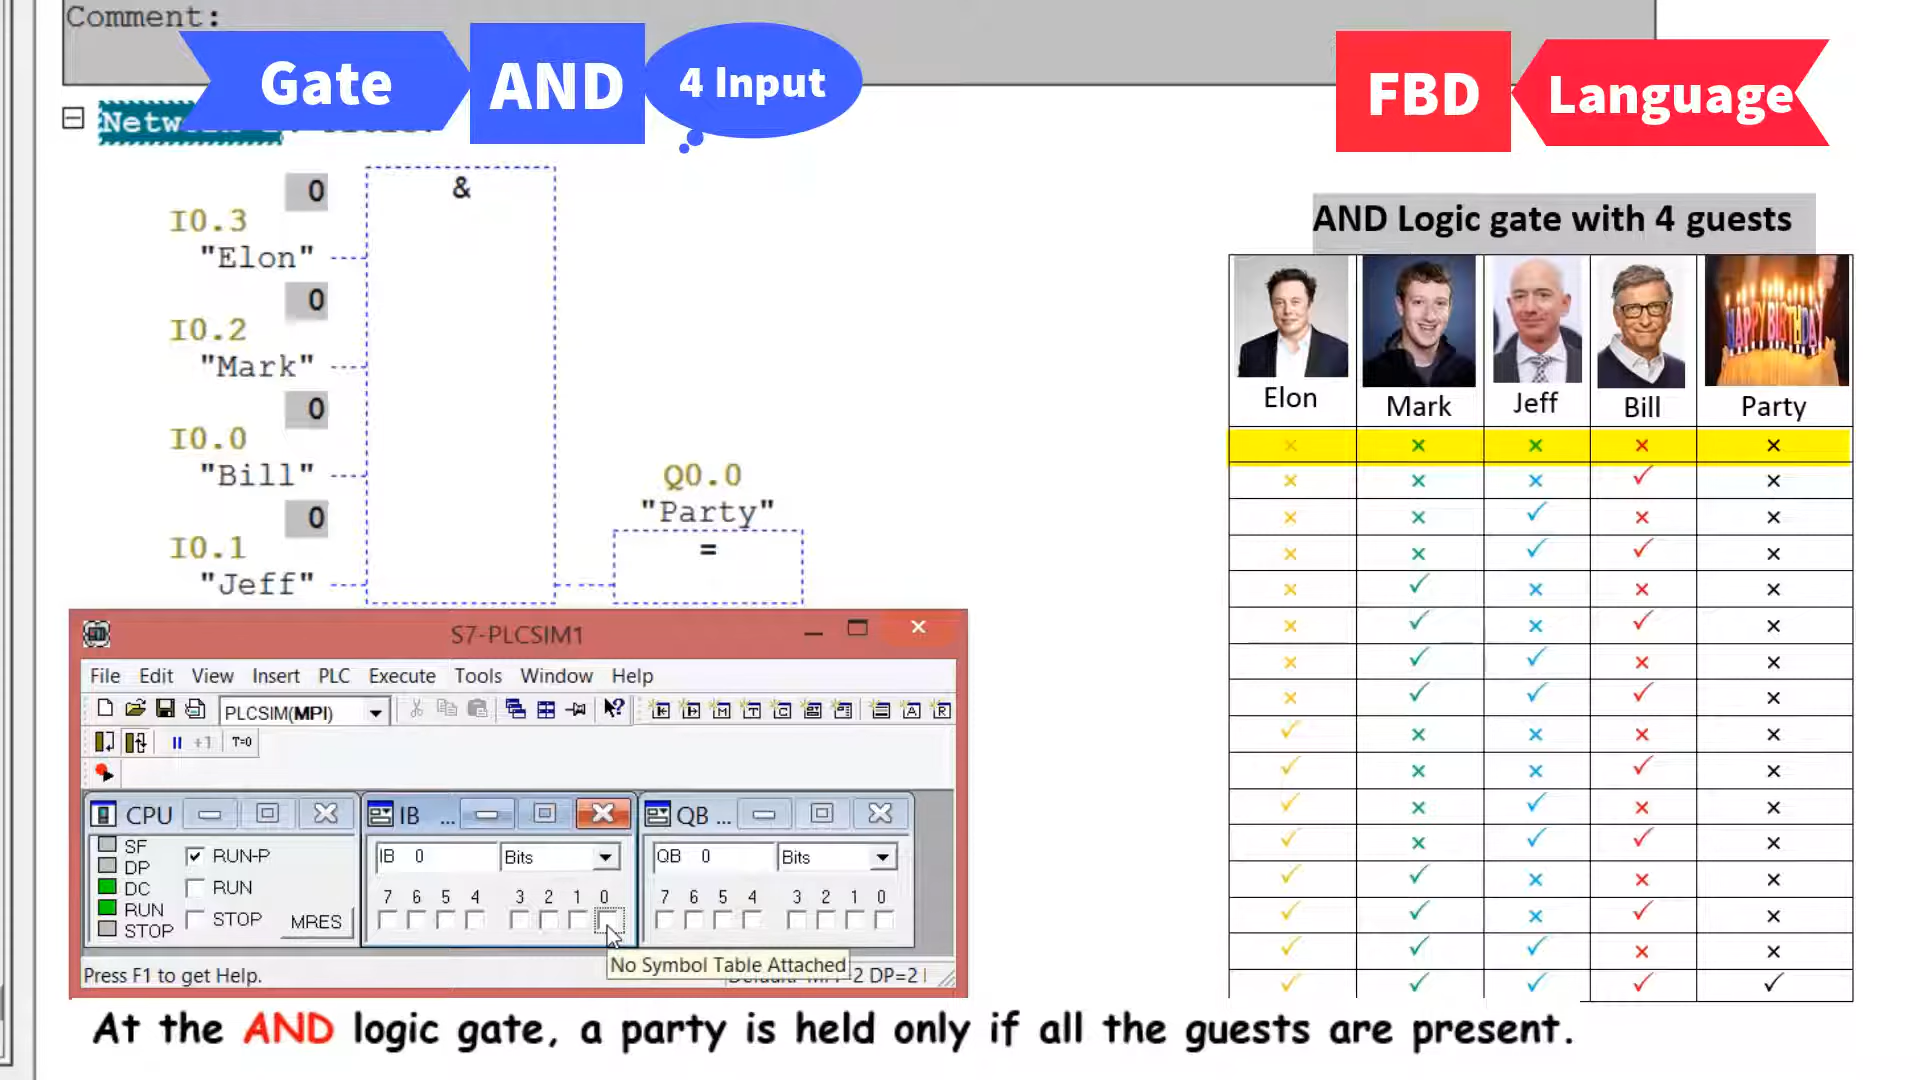 Comment:
Gate AND 4 Input
FBD Language
Netw
0
I0.3
"Elon"
&
0
I0.2
"Mark"
0
I0.0
"Bill"
0
I0.1
"Jeff"
Q0.0
"Party"
=
AND Logic gate with 4 guests
HAPPY BIRTHDAY
Elon Mark Jeff Bill Party
× × × × ×
× × × ✓ ×
× × ✓ × ×
× × ✓ ✓ ×
× ✓ × × ×
× ✓ × ✓ ×
× ✓ ✓ × ×
× ✓ ✓ ✓ ×
✓ × × × ×
✓ × × ✓ ×
✓ × ✓ × ×
✓ × ✓ ✓ ×
✓ ✓ × × ×
✓ ✓ × ✓ ×
✓ ✓ ✓ × ×
✓ ✓ ✓ ✓ ✓
S7-PLCSIM1
File Edit View Insert PLC Execute Tools Window Help
PLCSIM(MPI)
+1 T=0
CPU
SF
DP
DC
RUN
STOP
RUN-P
RUN
STOP
MRES
IB ...
IB 0 Bits
7 6 5 4 3 2 1 0
QB ...
QB 0 Bits
7 6 5 4 3 2 1 0
No Symbol Table Attached
Press F1 to get Help.
Default: MPI=2 DP=2
At the AND logic gate, a party is held only if all the guests are present.